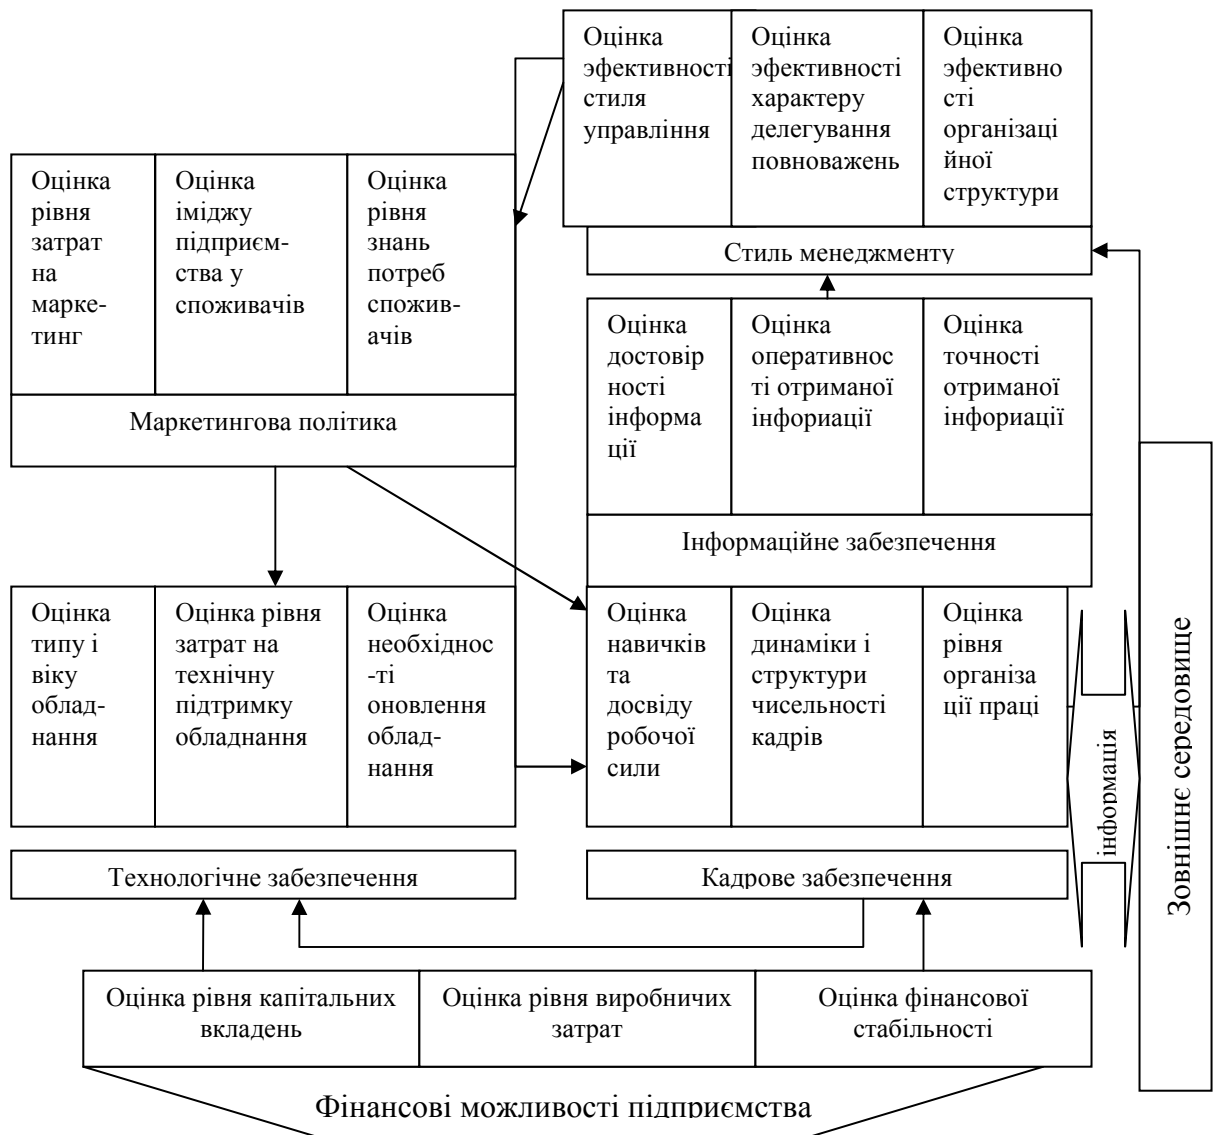 Оцінка
эфективності
стиля
управління
Оцінка
эфективності
характеру
делегування
повноважень
Оцінка
эфективно
сті
організаці
йної
структури
Стиль менеджменту
Оцінка
рівня
затрат
на
марке-
тинг
Оцінка
іміджу
підприєм-
ства у
споживачів
Оцінка
рівня
знань
потреб
спожив-
ачів
Маркетингова політика
Оцінка
достовір
ності
інформа
ції
Оцінка
оперативнос
ті отриманої
інфориації
Оцінка
точності
отриманої
інфориації
Інформаційне забезпечення
Оцінка
типу і
віку
облад-
нання
Оцінка рівня
затрат на
технічну
підтримку
обладнання
Оцінка
необхіднос
-ті
оновлення
облад-
нання
Технологічне забезпечення
Оцінка
навичків
та
досвіду
робочої
сили
Оцінка
динаміки і
структури
чисельності
кадрів
Оцінка
рівня
організа
ції праці
Кадрове забезпечення
інформація
Зовнішнє середовище
Оцінка рівня капітальних
вкладень
Оцінка рівня виробничих
затрат
Оцінка фінансової
стабільності
Фінансові можливості підприємства